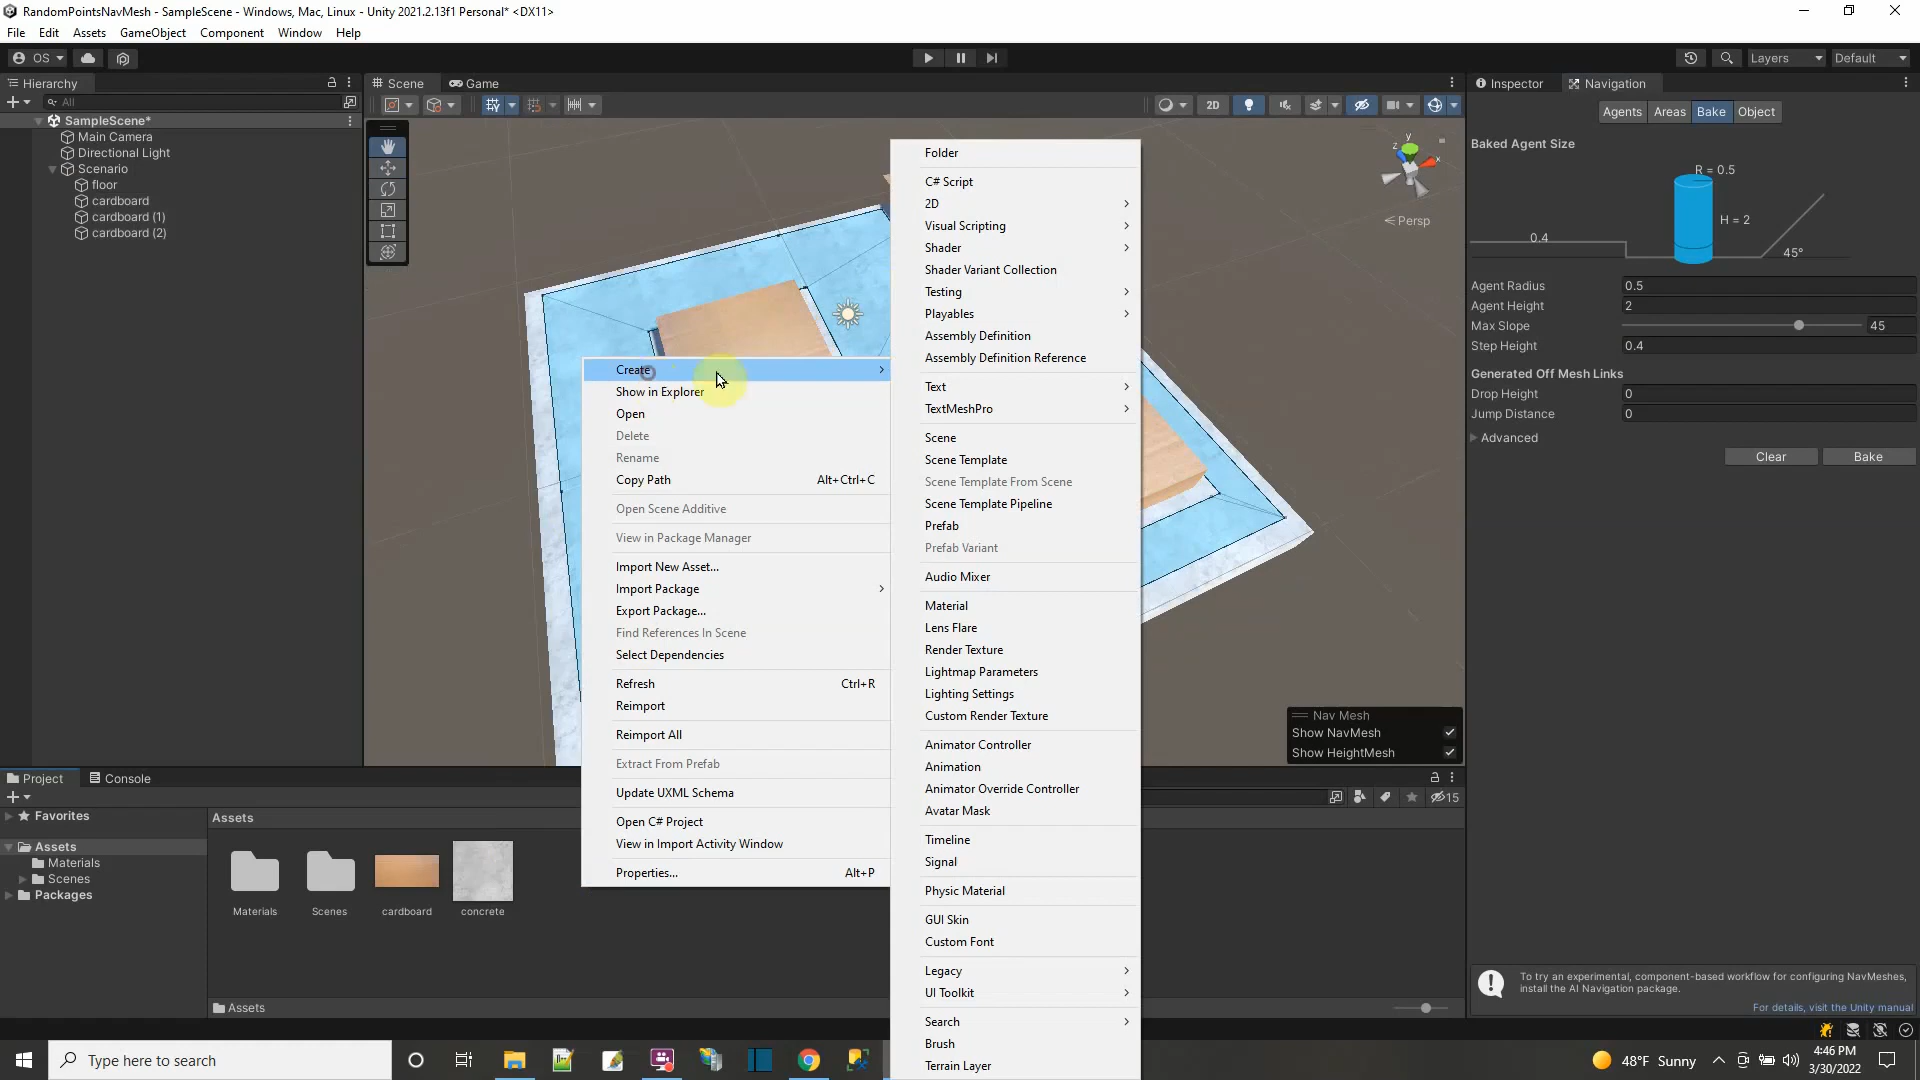 RandomPointsNavMesh - SampleScene - Windows, Mac, Linux - Unity 2021.2.13f1 Personal* <DX11>
File Edit Assets GameObject Component Window Help
OS Layers Default
Hierarchy
All
SampleScene*
Main Camera
Directional Light
Scenario
floor
cardboard
cardboard (1)
cardboard (2)
Scene Game
2D
y
z
x
Persp
Create
Show in Explorer
Open
Delete
Rename
Copy Path Alt+Ctrl+C
Open Scene Additive
View in Package Manager
Import New Asset...
Import Package
Export Package...
Find References In Scene
Select Dependencies
Refresh Ctrl+R
Reimport
Reimport All
Extract From Prefab
Update UXML Schema
Open C# Project
View in Import Activity Window
Properties... Alt+P
Folder
C# Script
2D
Visual Scripting
Shader
Shader Variant Collection
Testing
Playables
Assembly Definition
Assembly Definition Reference
Text
TextMeshPro
Scene
Scene Template
Scene Template From Scene
Scene Template Pipeline
Prefab
Prefab Variant
Audio Mixer
Material
Lens Flare
Render Texture
Lightmap Parameters
Lighting Settings
Custom Render Texture
Animator Controller
Animation
Animator Override Controller
Avatar Mask
Timeline
Signal
Physic Material
GUI Skin
Custom Font
Legacy
UI Toolkit
Search
Brush
Terrain Layer
Nav Mesh
Show NavMesh
Show HeightMesh
Inspector Navigation
Agents Areas Bake Object
Baked Agent Size
R = 0.5
H = 2
0.4
45°
Agent Radius 0.5
Agent Height 2
Max Slope 45
Step Height 0.4
Generated Off Mesh Links
Drop Height 0
Jump Distance 0
Advanced
Clear Bake
To try an experimental, component-based workflow for configuring NavMeshes,
install the AI Navigation package.
For details, visit the Unity manual
Project Console
15
Favorites
Assets
Materials
Scenes
Packages
Assets
Materials Scenes cardboard concrete
Assets
Type here to search
48°F Sunny
4:46 PM
3/30/2022